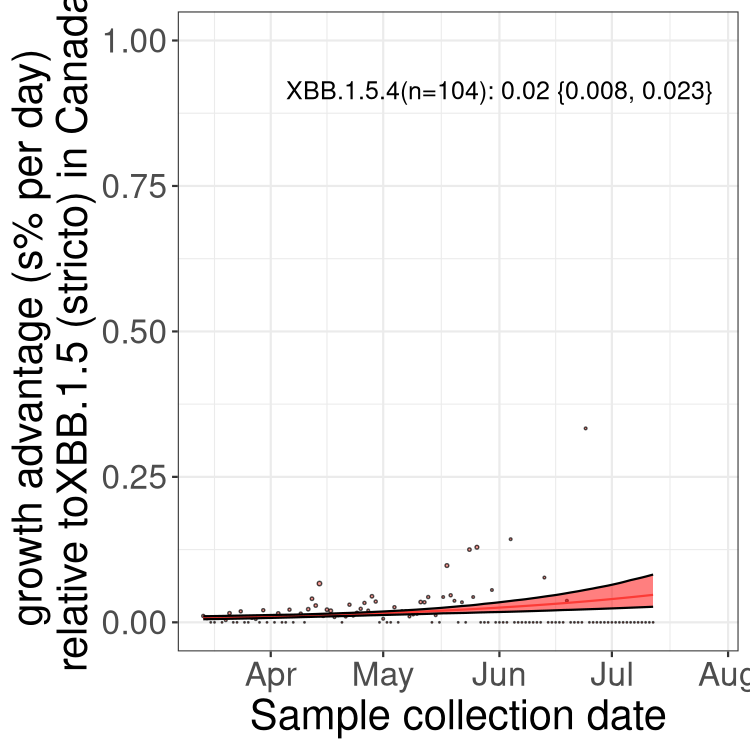 growth advantage (s% per day)
relative toXBB.1.5 (stricto) in Canada
1.00
0.75
0.50
0.25
0.00
XBB.1.5.4(n=104): 0.02 {0.008, 0.023}
Apr May Jun Jul Aug
Sample collection date